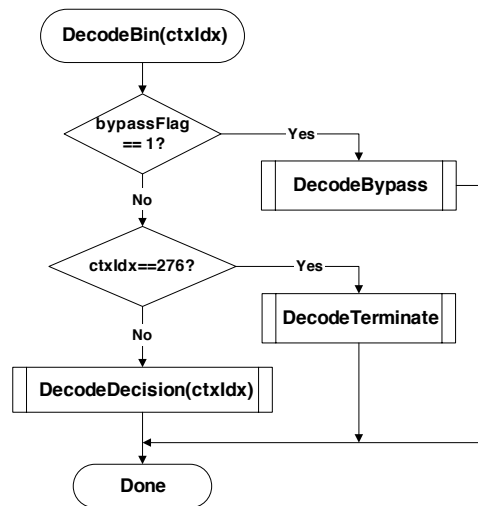 DecodeBin(ctxIdx)
bypassFlag
== 1?
Yes
DecodeBypass
No
ctxIdx==276?
Yes
DecodeTerminate
No
DecodeDecision(ctxIdx)
Done